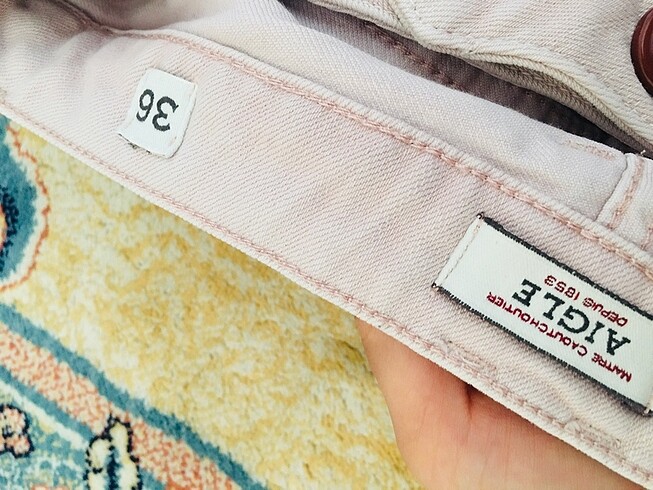 36
MAITRE CAOUTCHOUTIER
AIGLE
DEPUIS 1853